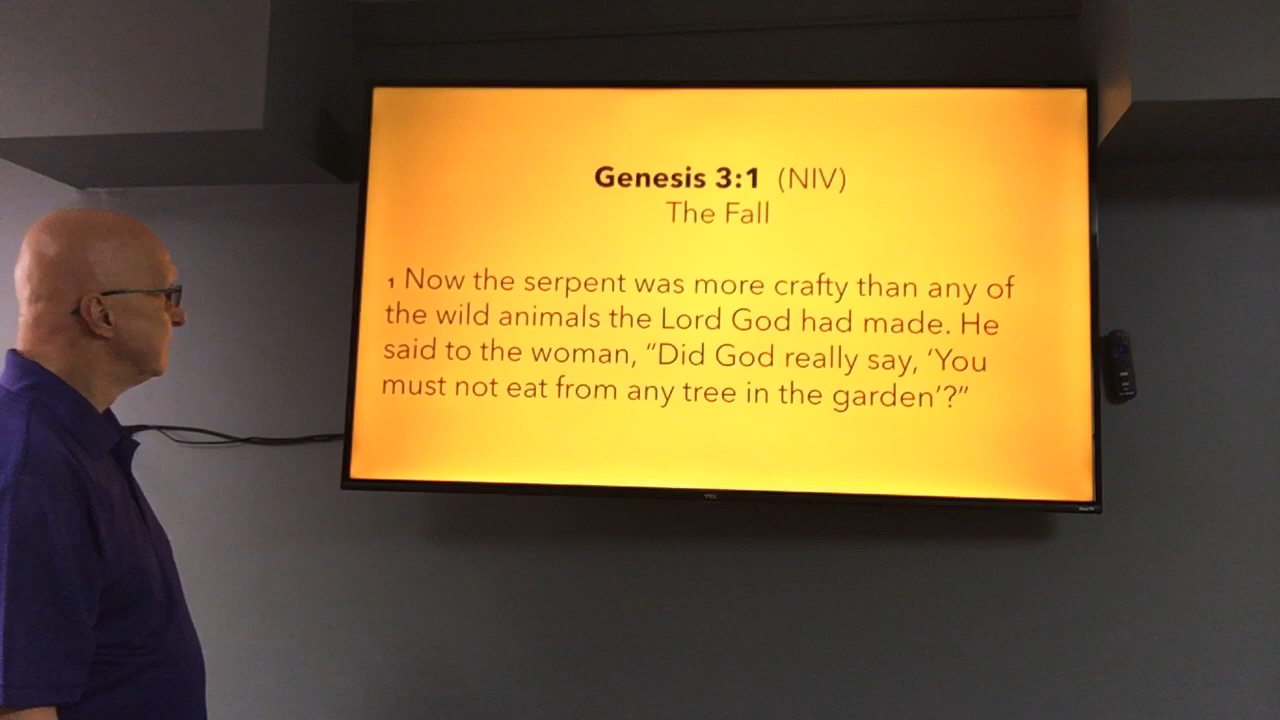 Genesis 3:1 (NIV)
The Fall
1 Now the serpent was more crafty than any of
the wild animals the Lord God had made. He
said to the woman, "Did God really say, ‘You
must not eat from any tree in the garden’?"
TCL